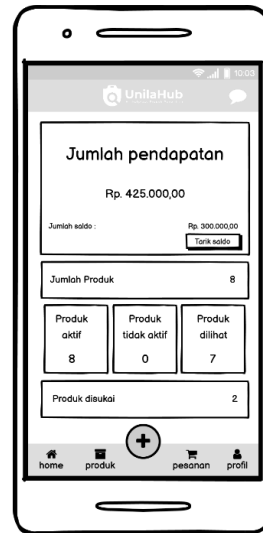 10:03
UnilaHub
Jumlah pendapatan
Rp. 425.000,00
Jumlah saldo :
Rp. 300.000,00
Tarik saldo
Jumlah Produk 8
Produk aktif
8
Produk tidak aktif
0
Produk dilihat
7
Produk disukai 2
home produk pesanan profil